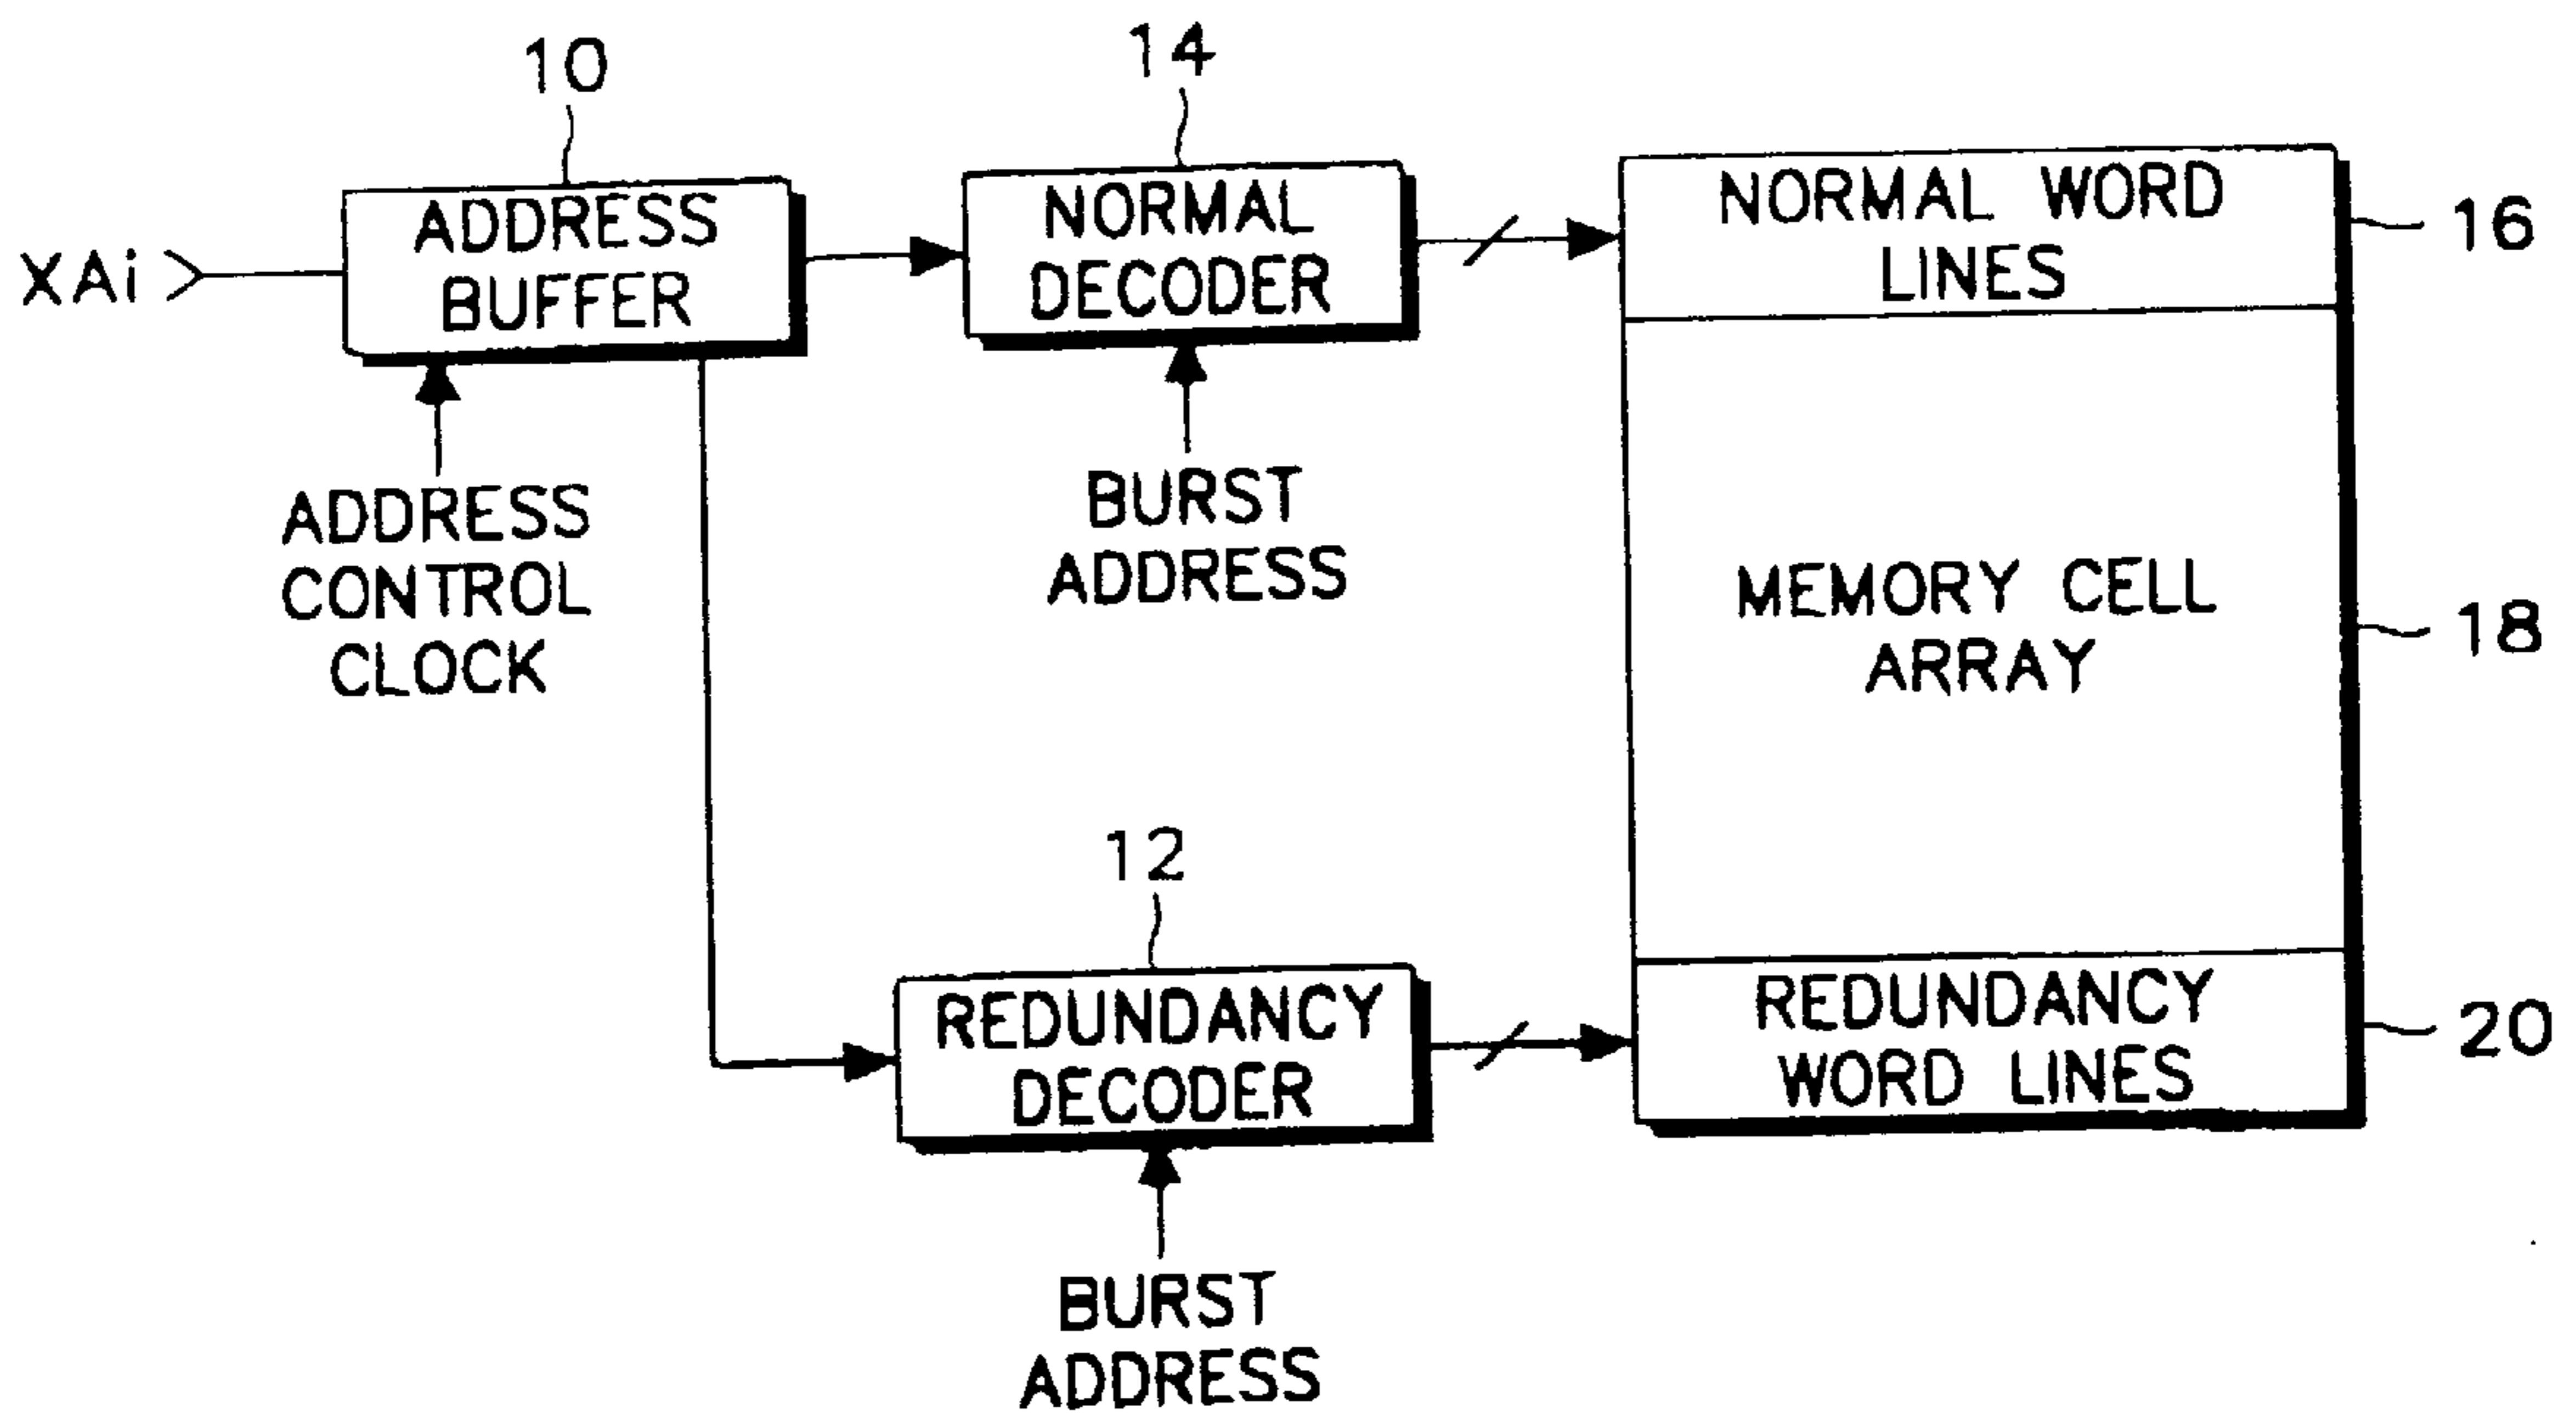 10
14
ADDRESS
BUFFER
NORMAL
DECODER
NORMAL WORD
LINES
16
XAi
ADDRESS
CONTROL
CLOCK
BURST
ADDRESS
MEMORY CELL
ARRAY
18
12
REDUNDANCY
DECODER
REDUNDANCY
WORD LINES
20
BURST
ADDRESS